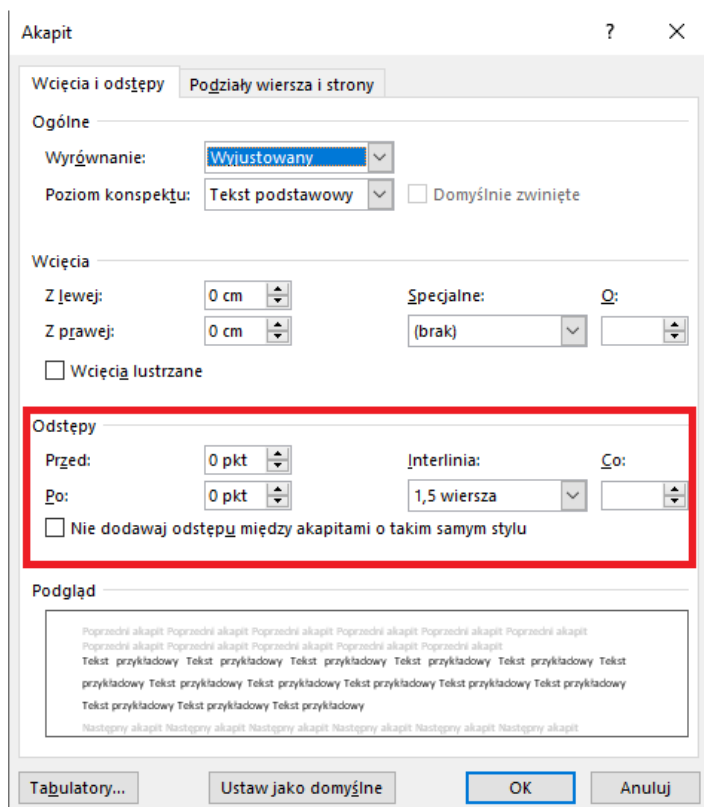 Akapit ? ×
Wcięcia i odstępy Podziały wiersza i strony
Ogólne
Wyrównanie: Wyjustowany
Poziom konspektu: Tekst podstawowy Domyślnie zwinięte
Wcięcia
Z lewej: 0 cm Specjalne: O:
Z prawej: 0 cm (brak)
Wcięcia lustrzane
Odstępy
Przed: 0 pkt Interlinia: Co:
Po: 0 pkt 1,5 wiersza
Nie dodawaj odstępu między akapitami o takim samym stylu
Podgląd
Poprzedni akapit Poprzedni akapit Poprzedni akapit Poprzedni akapit Poprzedni akapit Poprzedni akapit
Poprzedni akapit Poprzedni akapit Poprzedni akapit Poprzedni akapit Poprzedni akapit
Tekst przykładowy Tekst przykładowy Tekst przykładowy Tekst przykładowy Tekst przykładowy Tekst
przykładowy Tekst przykładowy Tekst przykładowy Tekst przykładowy Tekst przykładowy Tekst przykładowy
Tekst przykładowy Tekst przykładowy Tekst przykładowy
Następny akapit Następny akapit Następny akapit Następny akapit Następny akapit Następny akapit
Tabulatory... Ustaw jako domyślne OK Anuluj